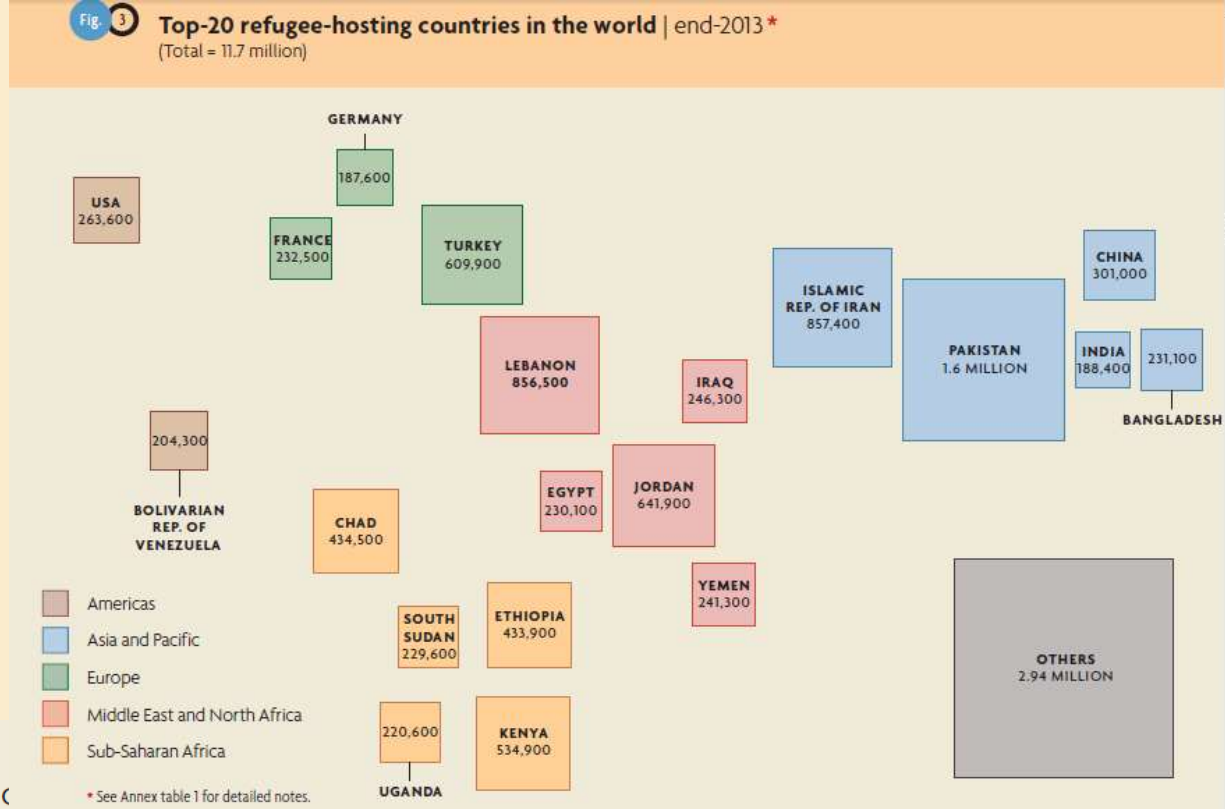 Fig. 3
Top-20 refugee-hosting countries in the world | end-2013*
(Total = 11.7 million)
GERMANY
187,600
USA
263,600
FRANCE
232,500
TURKEY
609,900
CHINA
301,000
ISLAMIC
REP. OF IRAN
857,400
PAKISTAN
1.6 MILLION
INDIA
188,400
231,100
BANGLADESH
LEBANON
856,500
IRAQ
246,300
204,300
BOLIVARIAN
REP. OF
VENEZUELA
CHAD
434,500
EGYPT
230,100
JORDAN
641,900
YEMEN
241,300
SOUTH
SUDAN
229,600
ETHIOPIA
433,900
OTHERS
2.94 MILLION
220,600
UGANDA
KENYA
534,900
Americas
Asia and Pacific
Europe
Middle East and North Africa
Sub-Saharan Africa
* See Annex table 1 for detailed notes.